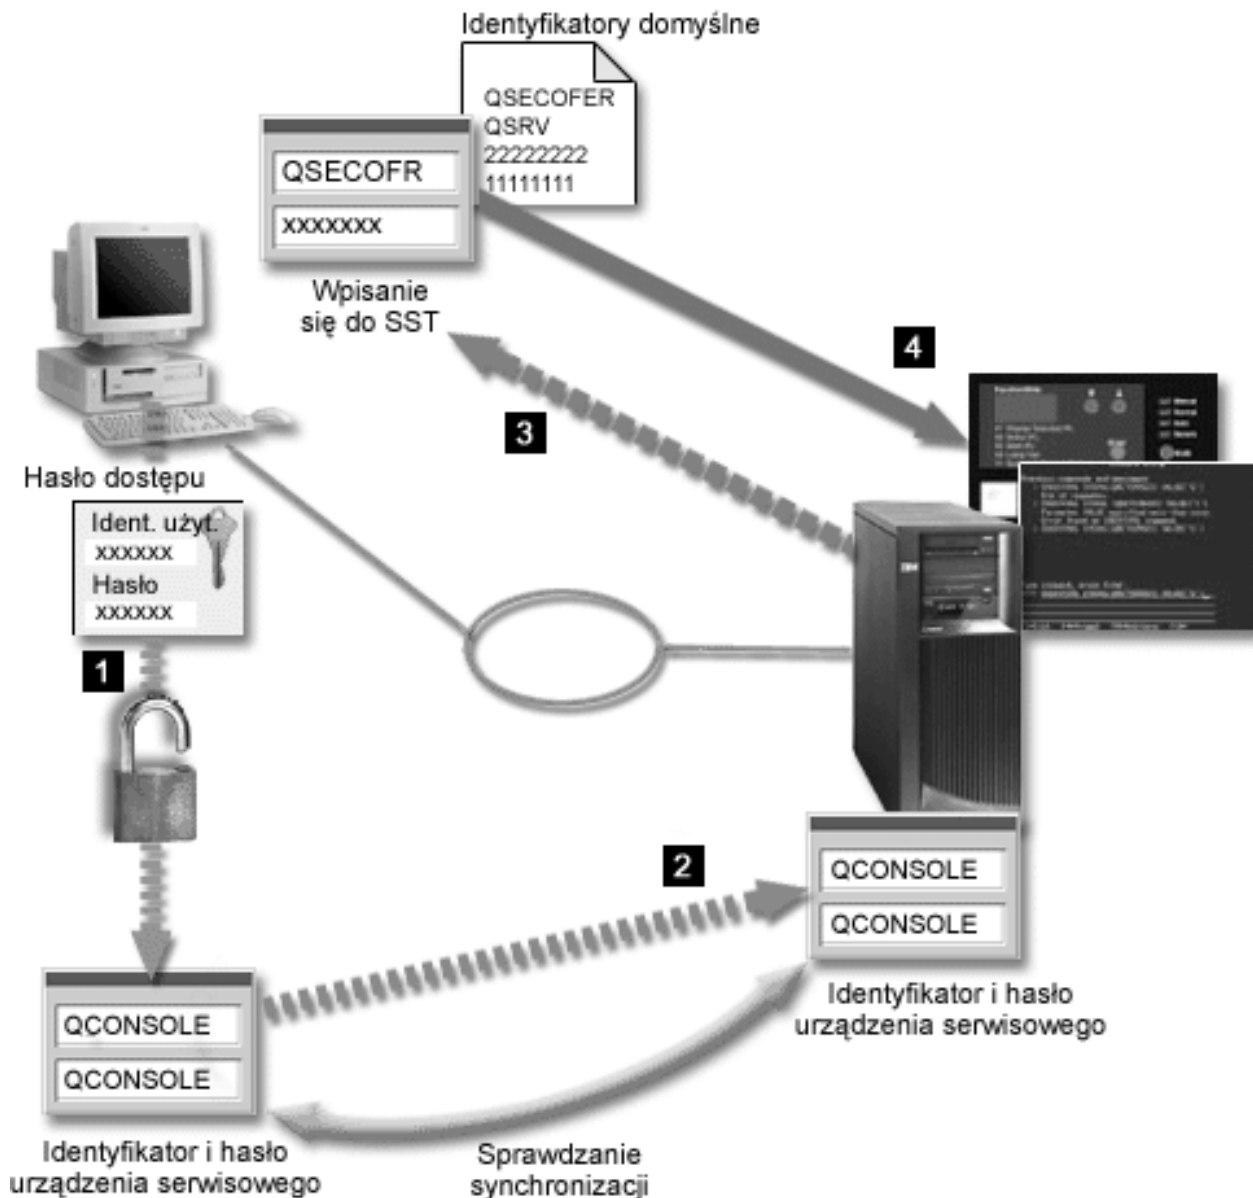 Identyfikatory domyślne
QSECOFER
QSRV
22222222
11111111
QSECOFR
xxxxxxx
Wpisanie
się do SST
4
3
Hasło dostępu
Ident. użyt.
xxxxxx
Hasło
xxxxxx
1
IBM
2
QCONSOLE
QCONSOLE
Identyfikator i hasło
urządzenia serwisowego
QCONSOLE
QCONSOLE
Identyfikator i hasło
urządzenia serwisowego
Sprawdzanie
synchronizacji